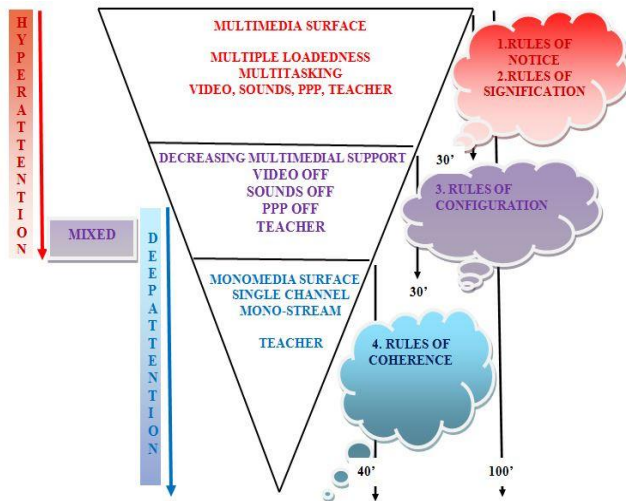 HYPERATTENTION
MULTIMEDIA SURFACE
MULTIPLE LOADEDNESS
MULTITASKING
VIDEO, SOUNDS, PPP, TEACHER
1.RULES OF
NOTICE
2.RULES OF
SIGNIFICATION
30’
DECREASING MULTIMEDIAL SUPPORT
VIDEO OFF
SOUNDS OFF
PPP OFF
TEACHER
3. RULES OF
CONFIGURATION
30’
MIXED
DEEPATTENTION
MONOMEDIA SURFACE
SINGLE CHANNEL
MONO-STREAM
TEACHER
4. RULES OF
COHERENCE
40’
100’